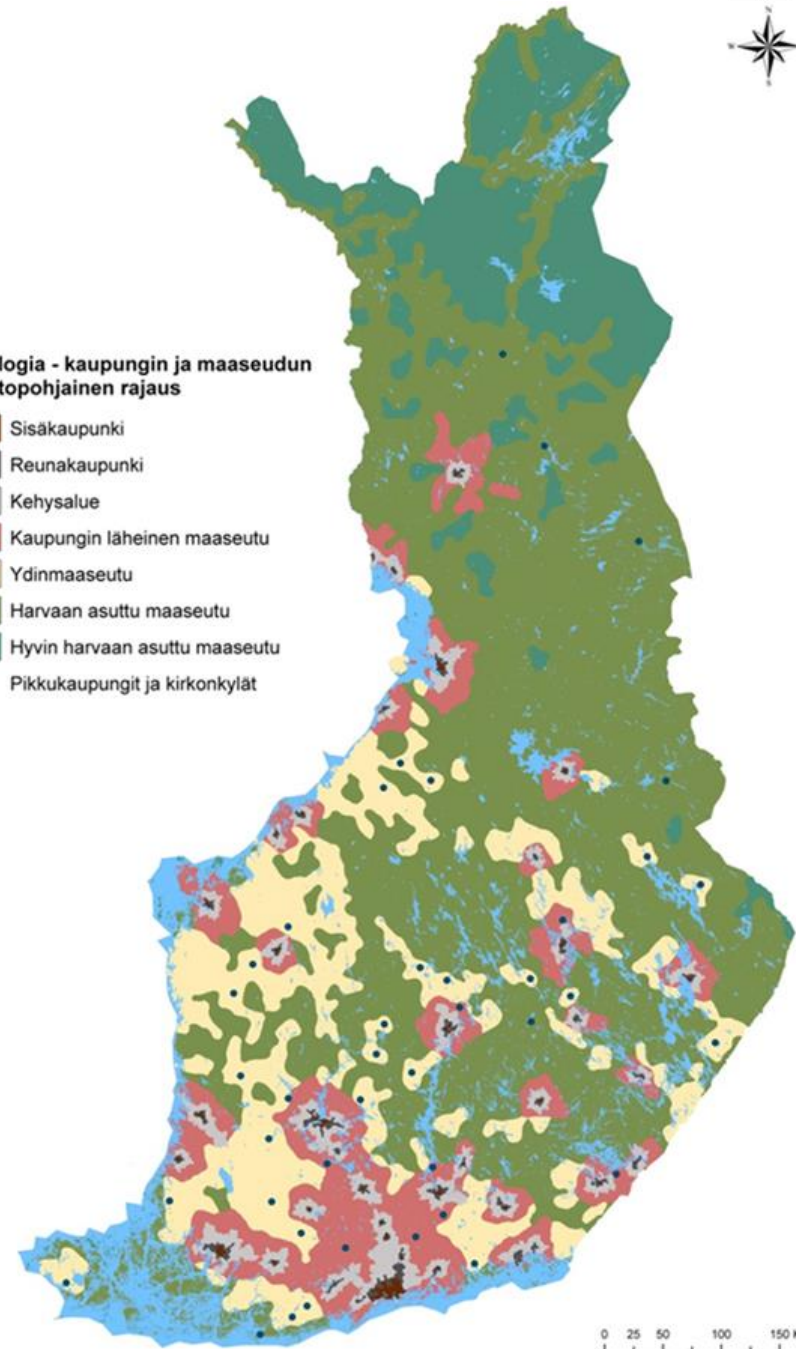 N
W
S
logia - kaupungin ja maaseudun
topohjainen rajaus
Sisäkaupunki
Reunakaupunki
Kehysalue
Kaupungin läheinen maaseutu
Ydinmaaseutu
Harvaan asuttu maaseutu
Hyvin harvaan asuttu maaseutu
Pikkukaupungit ja kirkonkylät
0 25 50 100 150 K